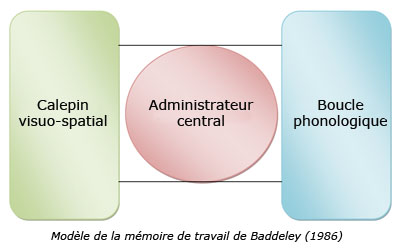 Calepin
visuo-spatial
Administrateur
central
Boucle
phonologique
Modèle de la mémoire de travail de Baddeley (1986)